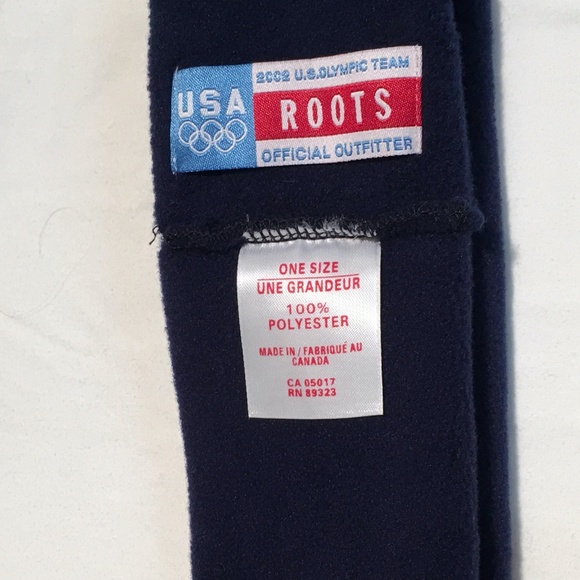 2002 U.S.OLYMPIC TEAM
USA
ROOTS
OFFICIAL OUTFITTER
ONE SIZE
UNE GRANDEUR
100%
POLYESTER
MADE IN / FABRIQUÉ AU
CANADA
CA 05017
RN 89323